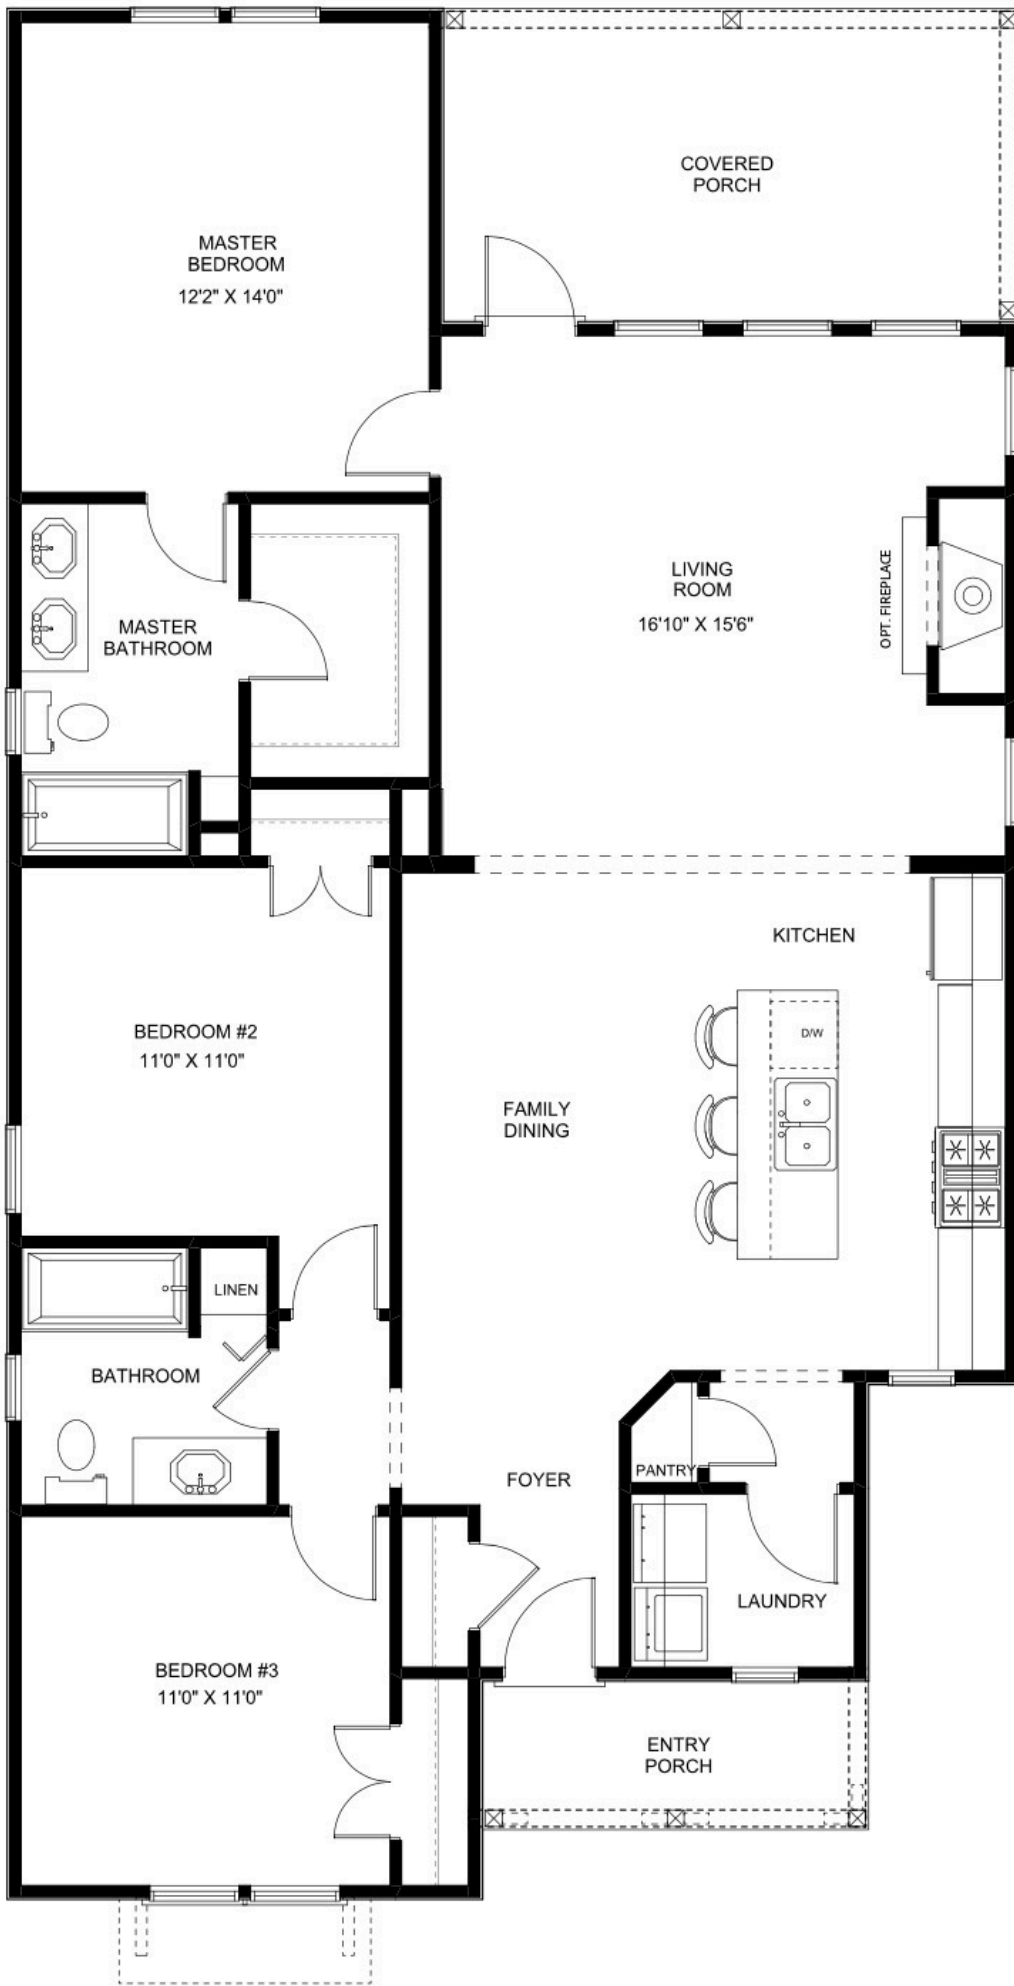 COVERED
PORCH
MASTER
BEDROOM
12'2" X 14'0"
LIVING
ROOM
16'10" X 15'6"
OPT. FIREPLACE
MASTER
BATHROOM
KITCHEN
BEDROOM #2
11'0" X 11'0"
D/W
FAMILY
DINING
LINEN
BATHROOM
FOYER
PANTRY
LAUNDRY
BEDROOM #3
11'0" X 11'0"
ENTRY
PORCH